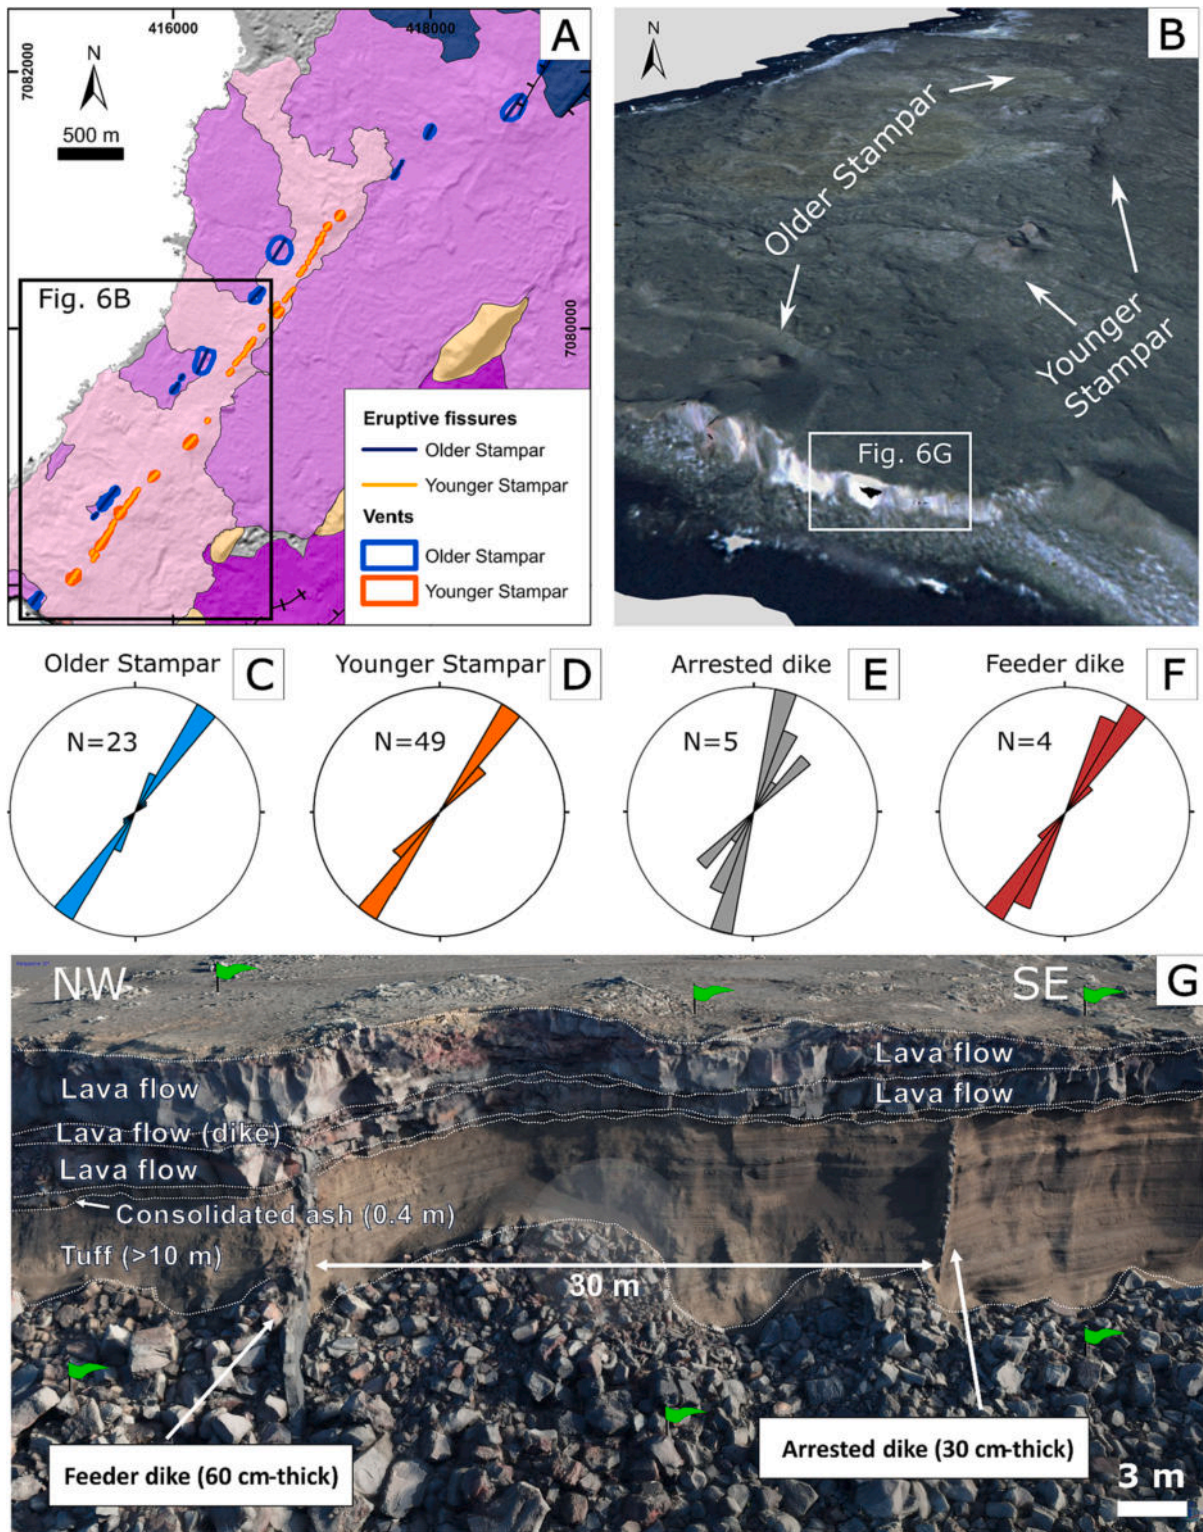 416000
418000
A
7082000
N
500 m
7080000
Fig. 6B
Eruptive fissures
Older Stampar
Younger Stampar
Vents
Older Stampar
Younger Stampar
B
N
Older Stampar
Younger
Stampar
Fig. 6G
Older Stampar
C
N=23
Younger Stampar
D
N=49
Arrested dike
E
N=5
Feeder dike
F
N=4
NW
SE
G
Lava flow
Lava flow
Lava flow
Lava flow (dike)
Lava flow
Consolidated ash (0.4 m)
Tuff (>10 m)
30 m
Feeder dike (60 cm-thick)
Arrested dike (30 cm-thick)
3 m